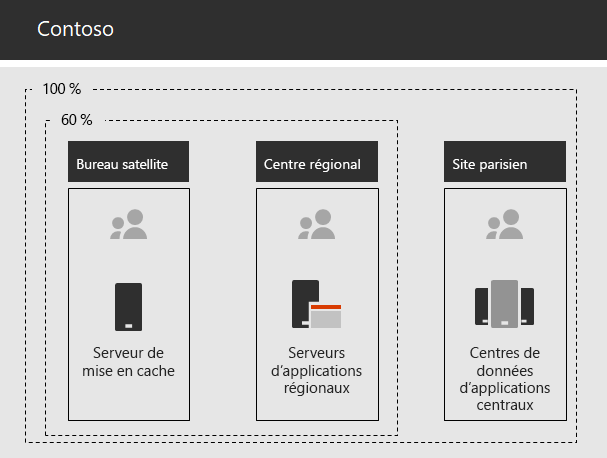 Contoso
100 %
60 %
Bureau satellite
Centre régional
Site parisien
Serveur de
mise en cache
Serveurs
d’applications
régionaux
Centres de
données
d’applications
centraux